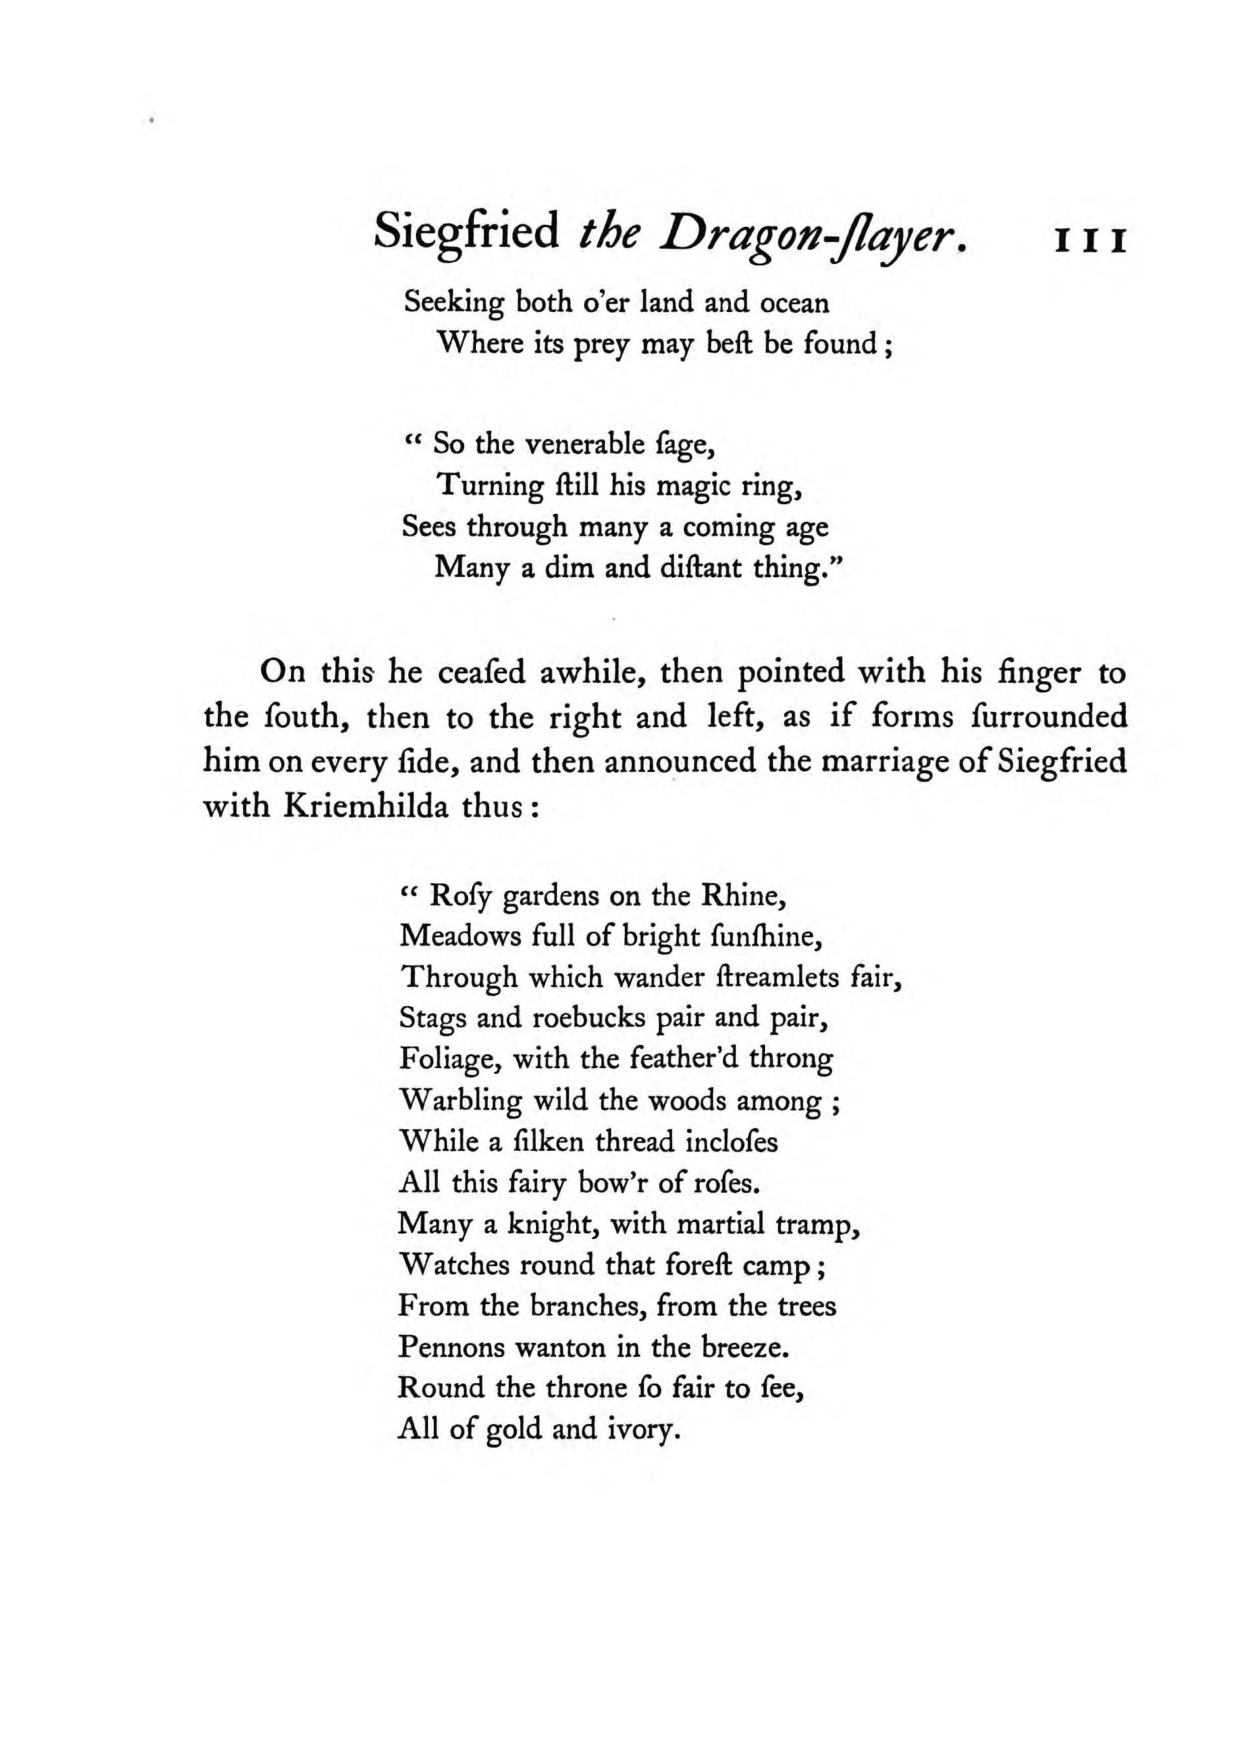 Siegfried the Dragon-ſlayer. 111
Seeking both o'er land and ocean
Where its prey may beſt be found ;
“ So the venerable ſage,
Turning ſtill his magic ring,
Sees through many a coming age
Many a dim and diſtant thing.”
On this he ceaſed awhile, then pointed with his finger to
the ſouth, then to the right and left, as if forms ſurrounded
him on every ſide, and then announced the marriage of Siegfried
with Kriemhilda thus :
“ Roſy gardens on the Rhine,
Meadows full of bright ſunſhine,
Through which wander ſtreamlets fair,
Stags and roebucks pair and pair,
Foliage, with the feather'd throng
Warbling wild the woods among ;
While a ſilken thread incloſes
All this fairy bow'r of roſes.
Many a knight, with martial tramp,
Watches round that foreſt camp ;
From the branches, from the trees
Pennons wanton in the breeze.
Round the throne ſo fair to ſee,
All of gold and ivory.